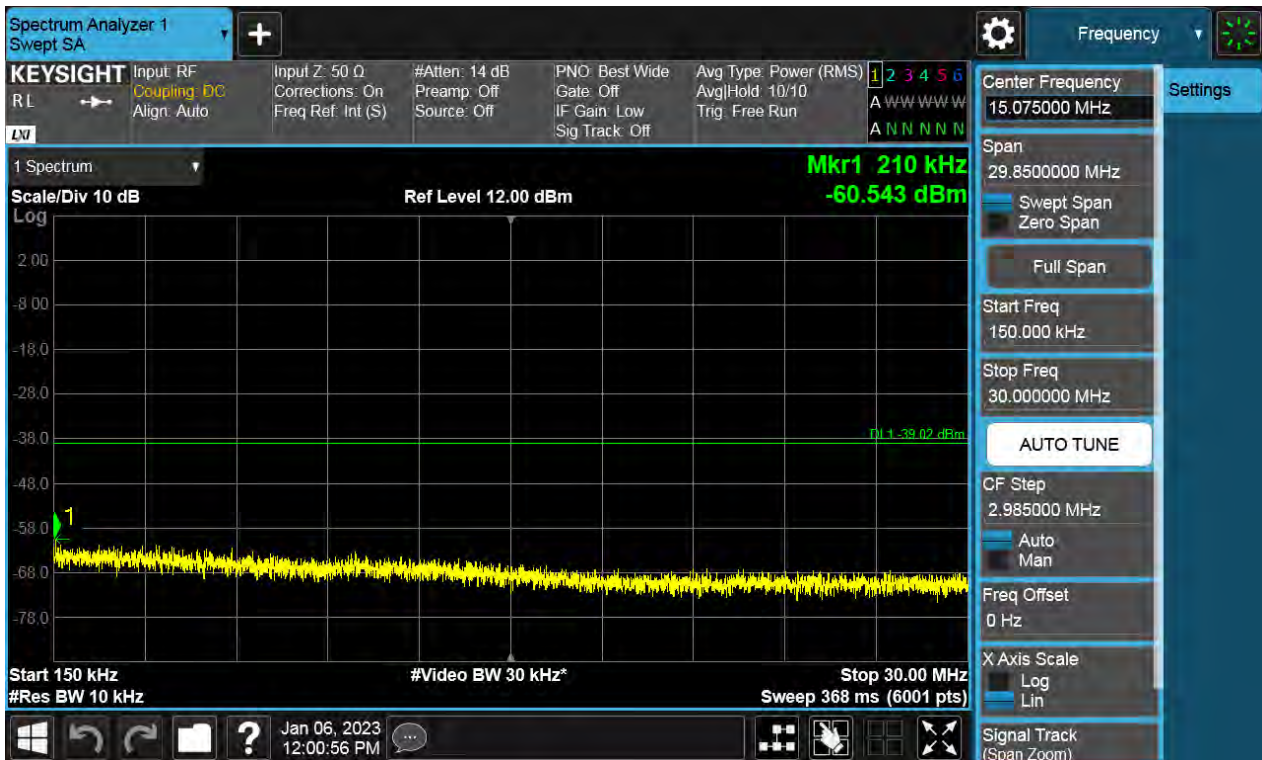 Spectrum Analyzer 1
Swept SA
Frequency
KEYSIGHT
RL
LXI
Input: RF
Coupling: DC
Align: Auto
Input Z: 50 Ω
Corrections: On
Freq Ref: Int (S)
#Atten: 14 dB
Preamp: Off
Source: Off
PNO: Best Wide
Gate: Off
IF Gain: Low
Sig Track: Off
Avg Type: Power (RMS)
Avg|Hold: 10/10
Trig: Free Run
1 2 3 4 5 6
A W W W W W
A N N N N N
1 Spectrum
Scale/Div 10 dB
Ref Level 12.00 dBm
Mkr1 210 kHz
-60.543 dBm
Log
2.00
-8.00
-18.0
-28.0
-38.0
-48.0
-58.0
-68.0
-78.0
DL1 -39.02 dBm
1
Start 150 kHz
#Video BW 30 kHz*
Stop 30.00 MHz
#Res BW 10 kHz
Sweep 368 ms (6001 pts)
Center Frequency
15.075000 MHz
Settings
Span
29.8500000 MHz
Swept Span
Zero Span
Full Span
Start Freq
150.000 kHz
Stop Freq
30.000000 MHz
AUTO TUNE
CF Step
2.985000 MHz
Auto
Man
Freq Offset
0 Hz
X Axis Scale
Log
Lin
Signal Track
(Span Zoom)
?
Jan 06, 2023
12:00:56 PM